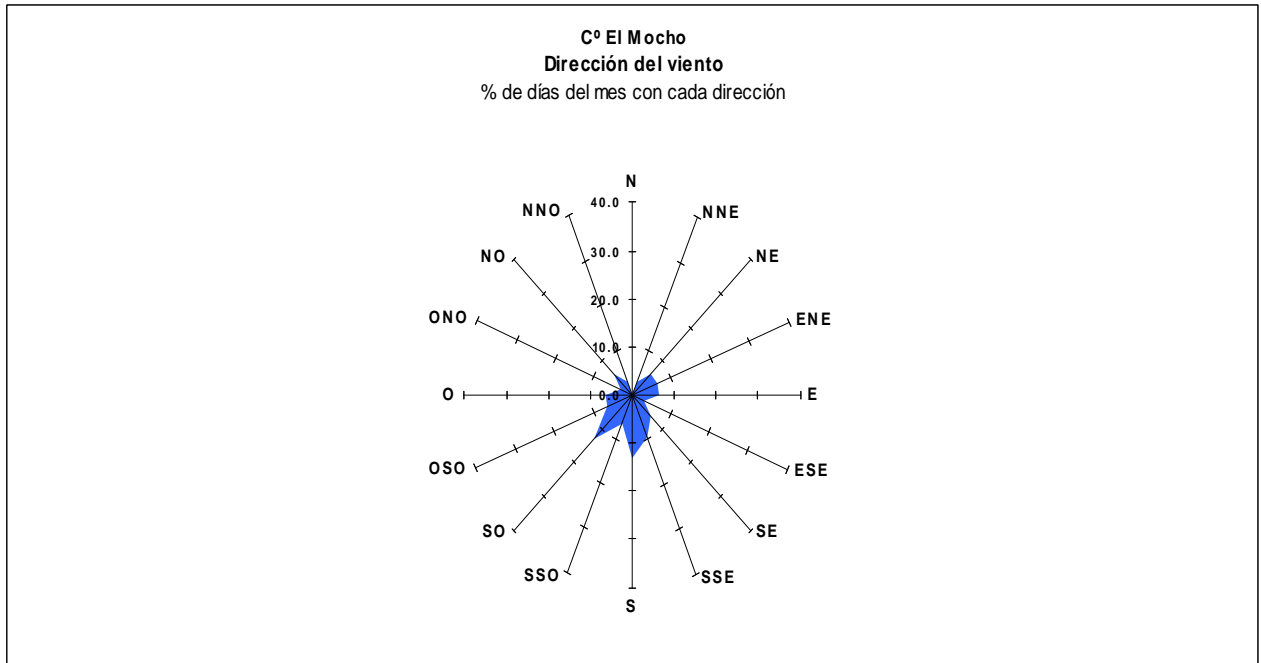 Cº El Mocho
Dirección del viento
% de días del mes con cada dirección
N
40.0
NNO
NNE
30.0
NO
NE
20.0
ONO
ENE
10.0
O
0.0
E
OSO
ESE
SO
SE
SSO
SSE
S